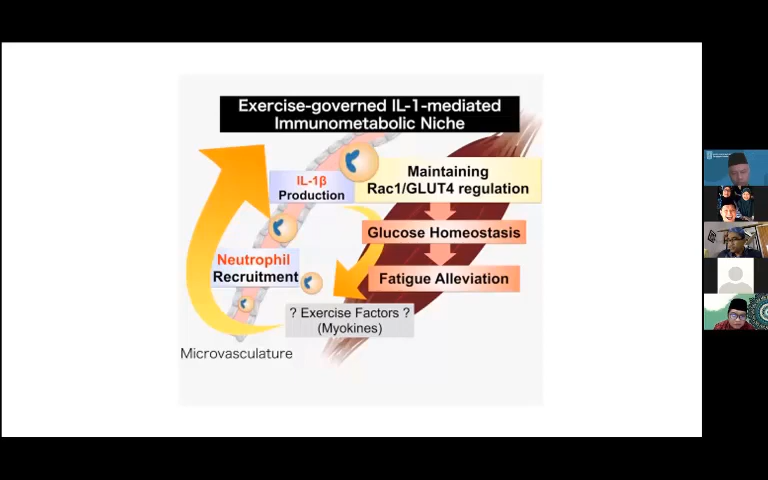 Exercise-governed IL-1-mediated
Immunometabolic Niche
IL-1β
Production
Maintaining
Rac1/GLUT4 regulation
Glucose Homeostasis
Neutrophil
Recruitment
Fatigue Alleviation
? Exercise Factors ?
(Myokines)
Microvasculature